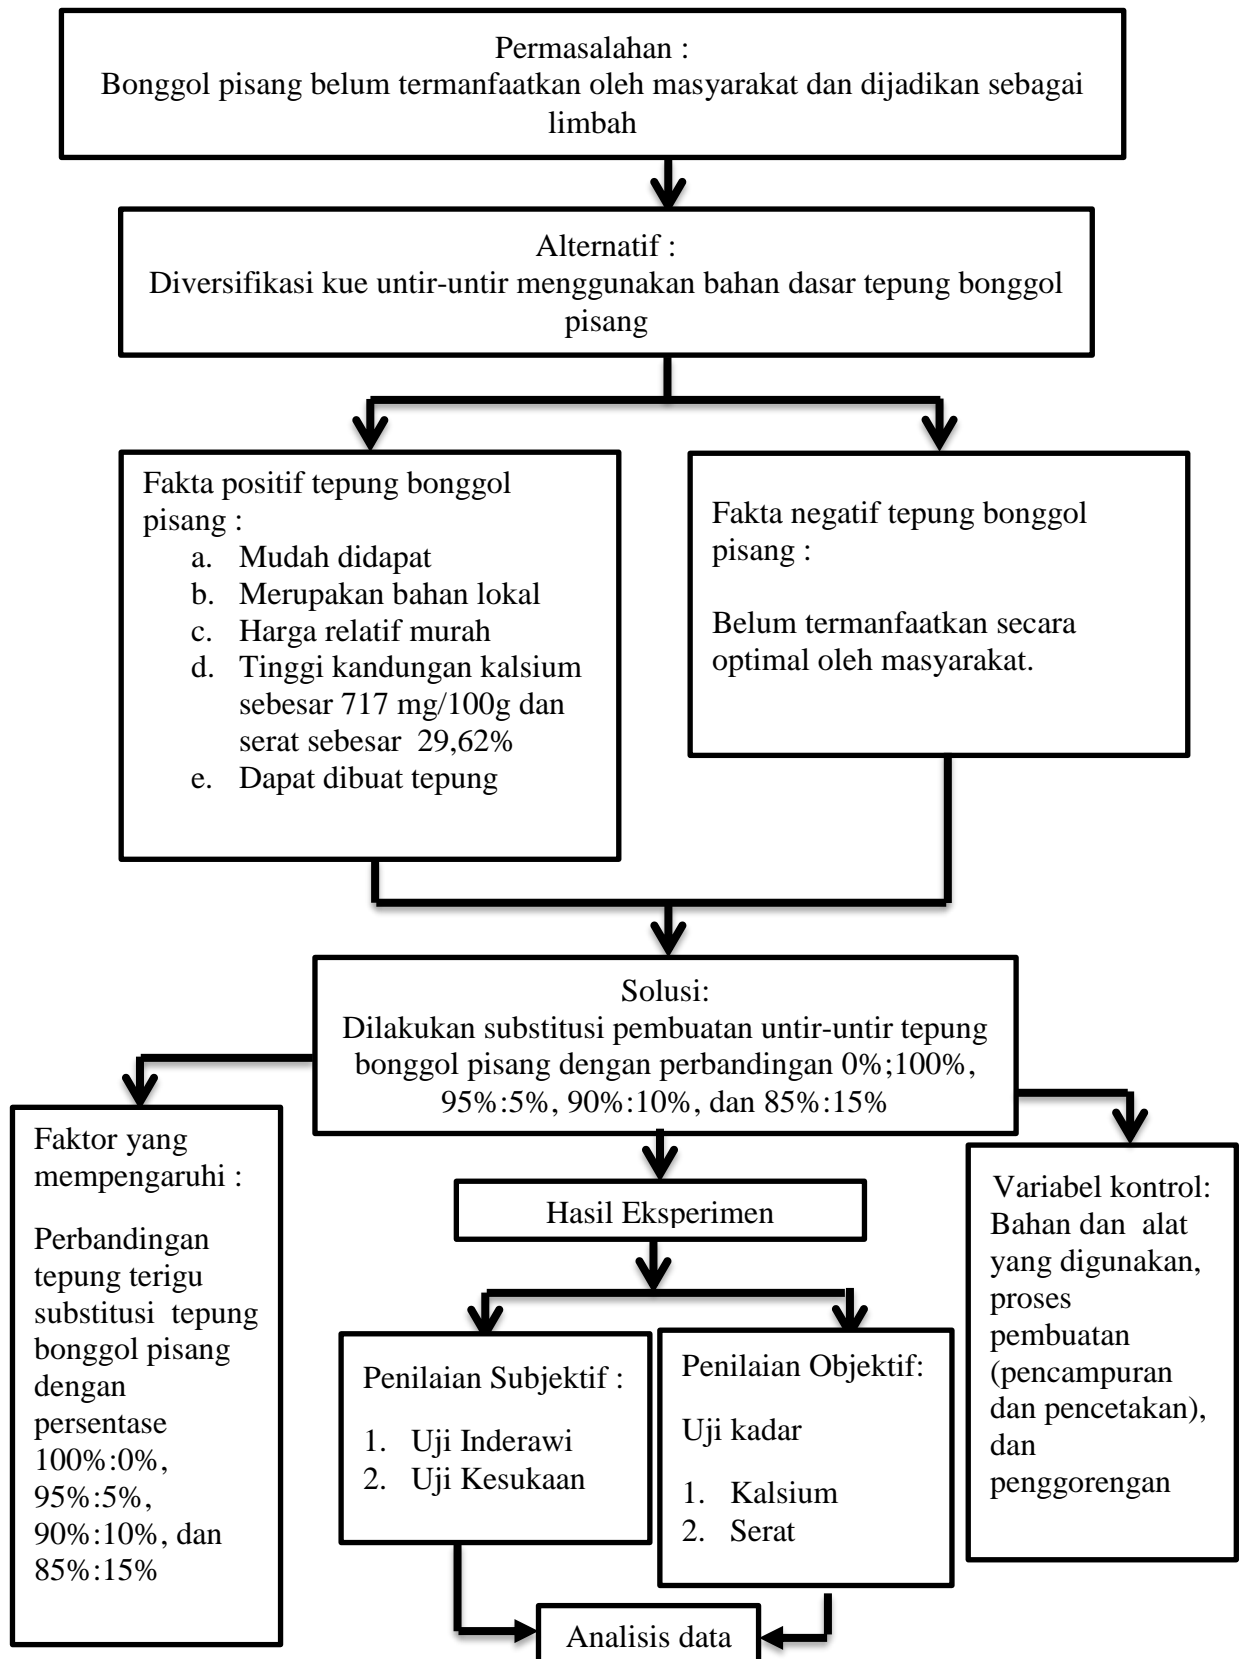 Permasalahan :
Bonggol pisang belum termanfaatkan oleh masyarakat dan dijadikan sebagai
limbah
Alternatif :
Diversifikasi kue untir-untir menggunakan bahan dasar tepung bonggol
pisang
Fakta positif tepung bonggol
pisang :
a. Mudah didapat
b. Merupakan bahan lokal
c. Harga relatif murah
d. Tinggi kandungan kalsium
sebesar 717 mg/100g dan
serat sebesar 29,62%
e. Dapat dibuat tepung
Fakta negatif tepung bonggol
pisang :
Belum termanfaatkan secara
optimal oleh masyarakat.
Solusi:
Dilakukan substitusi pembuatan untir-untir tepung
bonggol pisang dengan perbandingan 0%;100%,
95%:5%, 90%:10%, dan 85%:15%
Faktor yang
mempengaruhi :
Perbandingan
tepung terigu
substitusi tepung
bonggol pisang
dengan
persentase
100%:0%,
95%:5%,
90%:10%, dan
85%:15%
Hasil Eksperimen
Variabel kontrol:
Bahan dan alat
yang digunakan,
proses
pembuatan
(pencampuran
dan pencetakan),
dan
penggorengan
Penilaian Subjektif :
1. Uji Inderawi
2. Uji Kesukaan
Penilaian Objektif:
Uji kadar
1. Kalsium
2. Serat
Analisis data